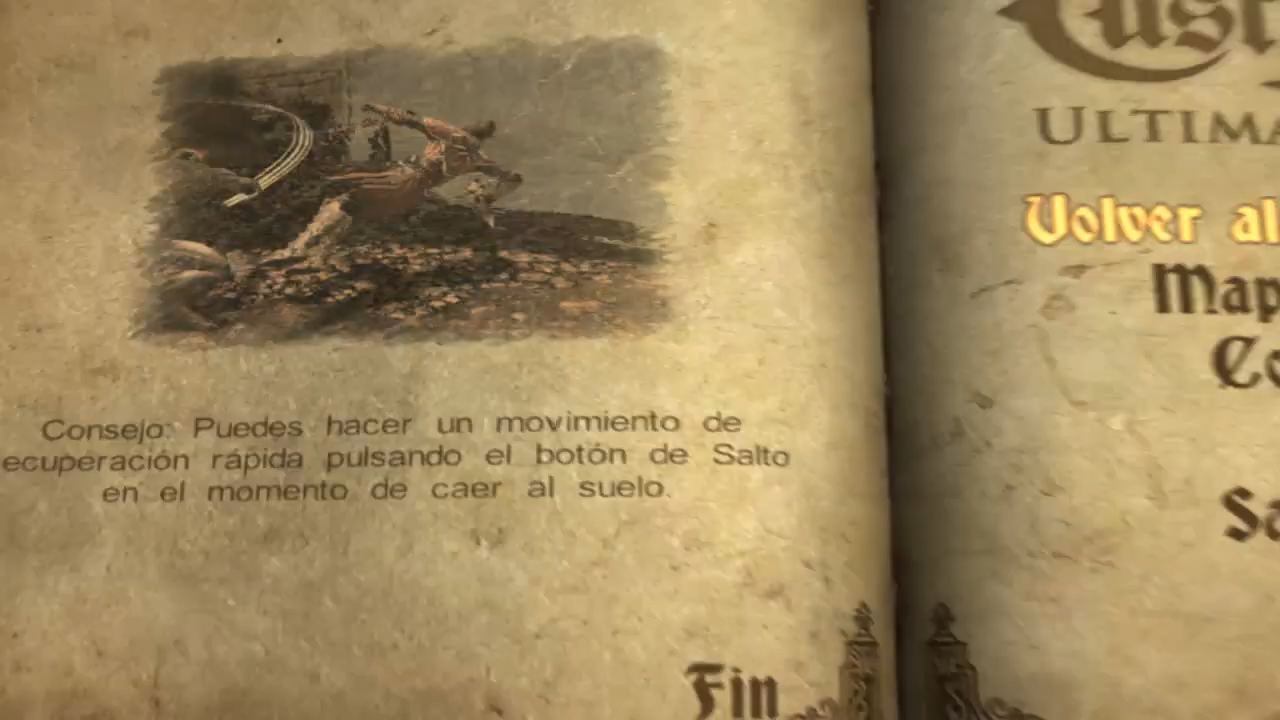 Consejo: Puedes hacer un movimiento de
ecuperación rápida pulsando el botón de Salto
en el momento de caer al suelo.
Fin
ULTIMA
Volver al
Map